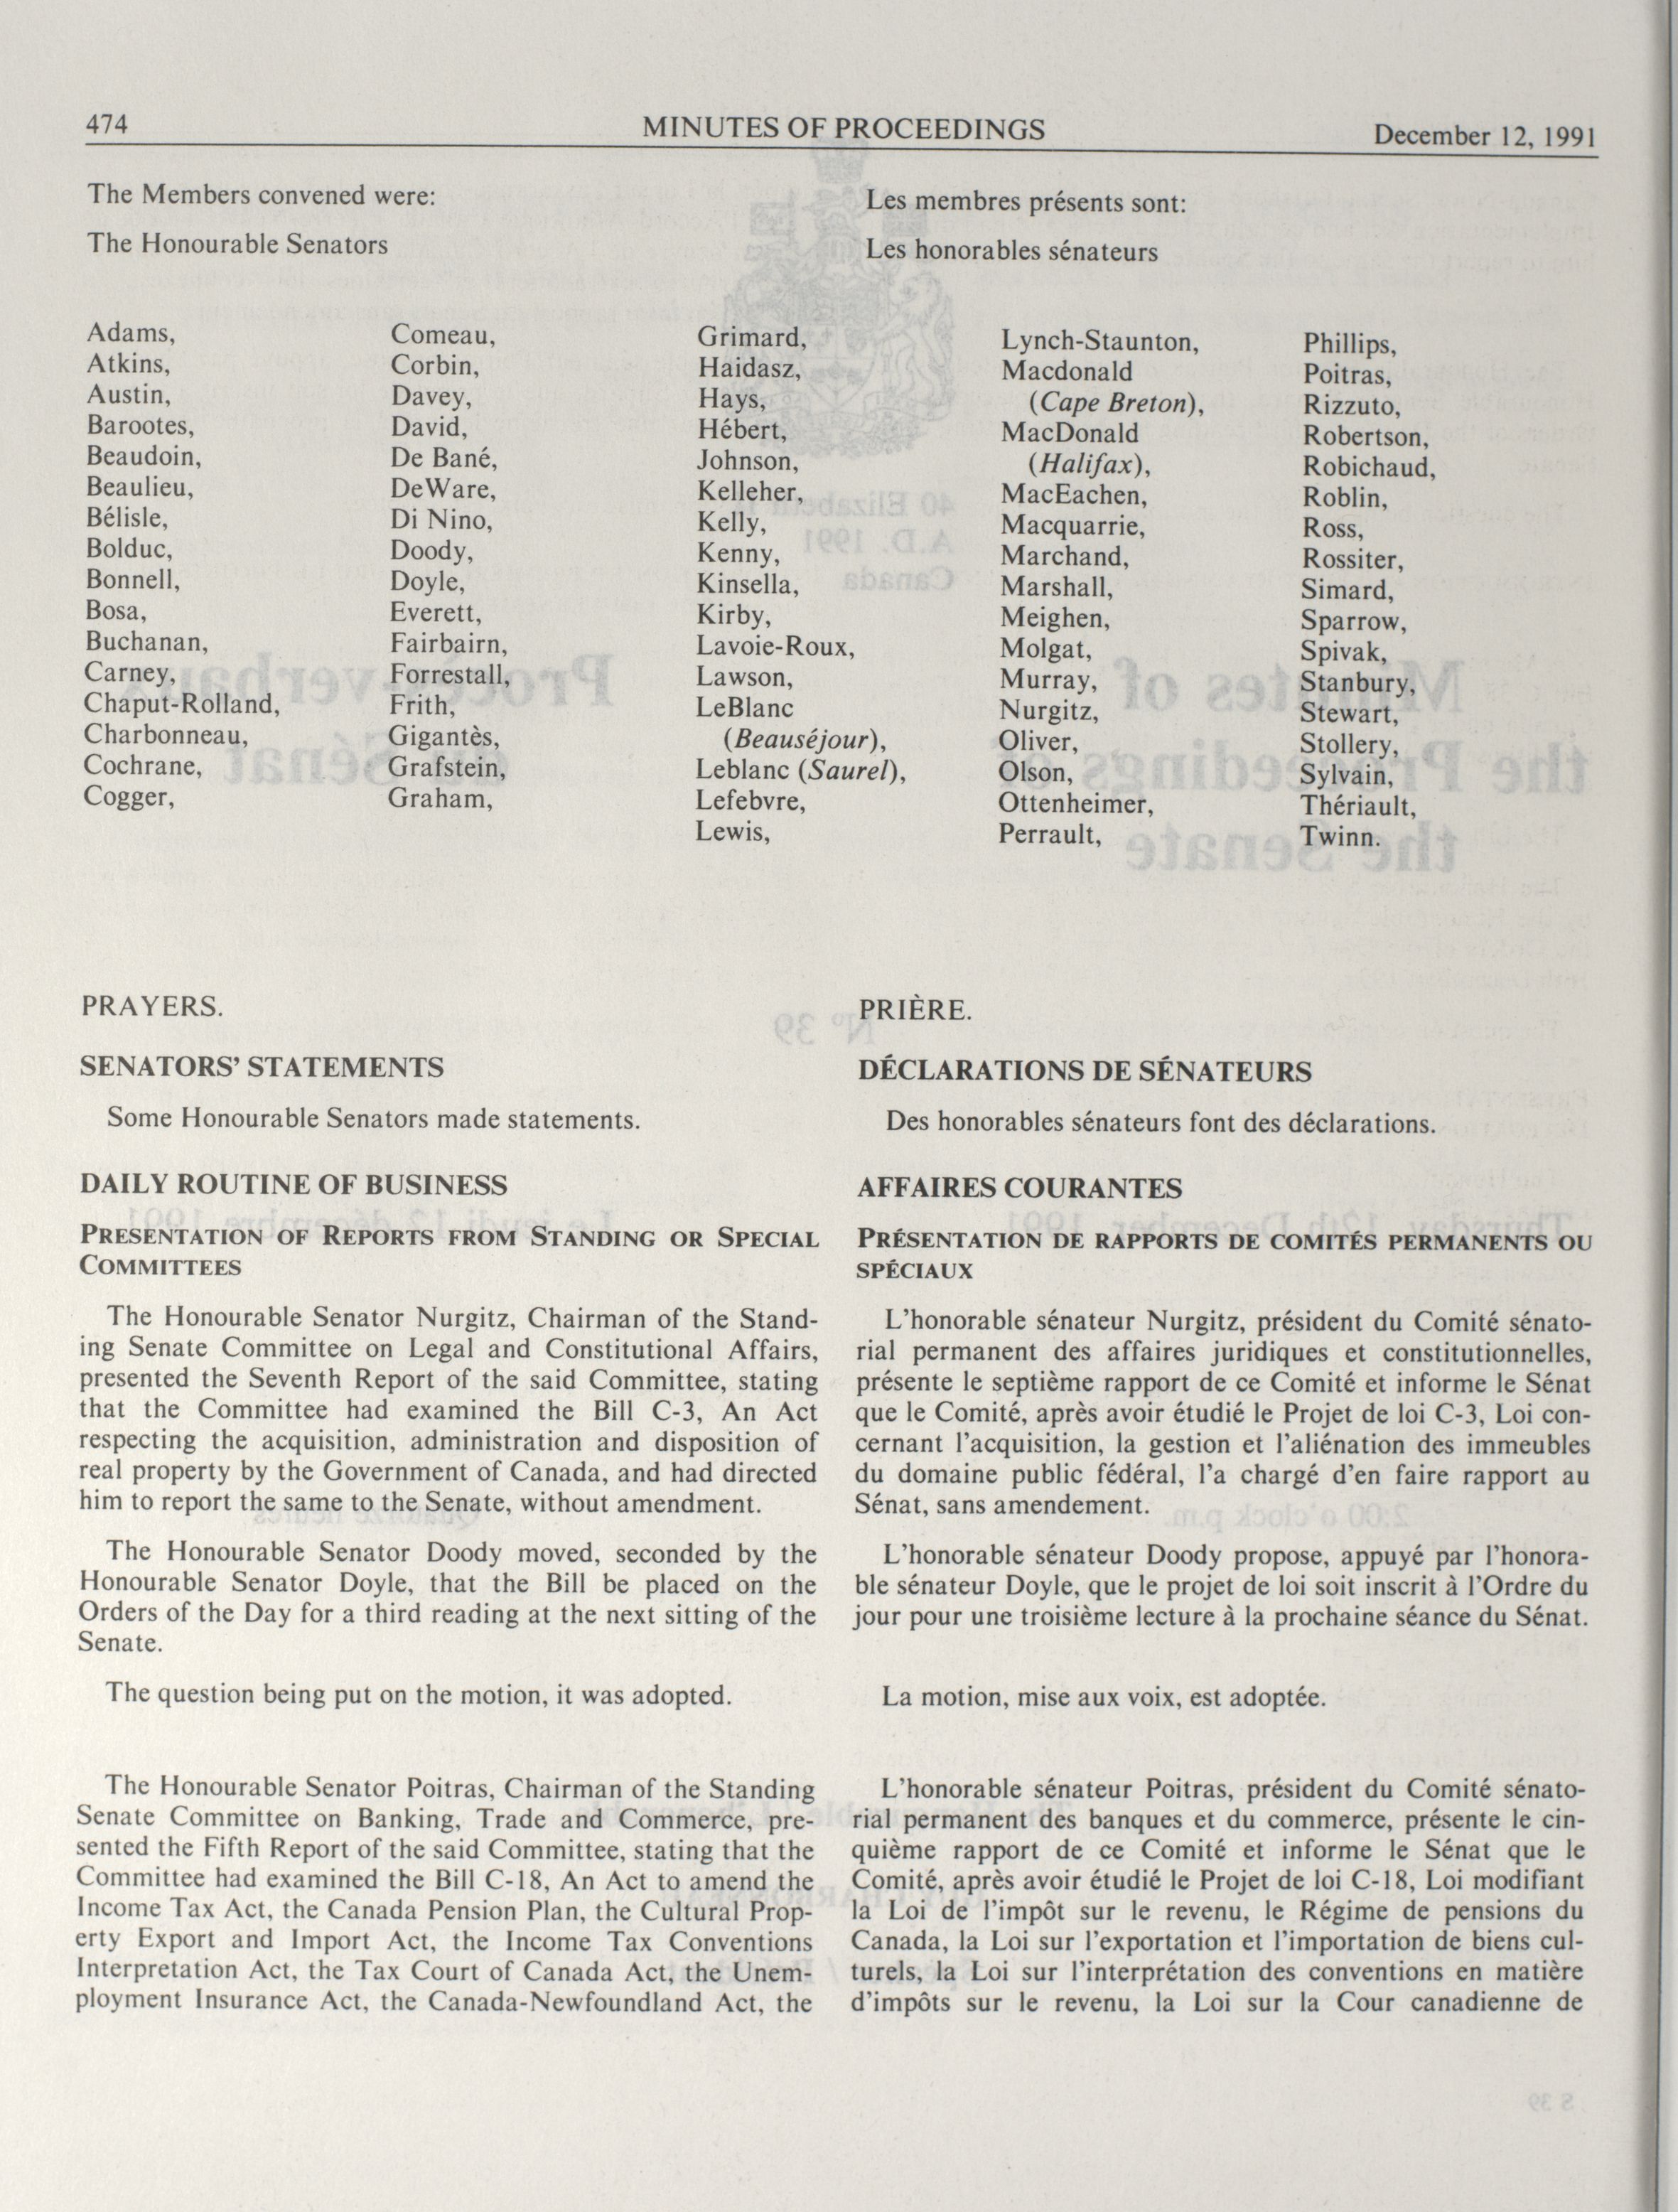 474
MINUTES OF PROCEEDINGS
December 12, 1991
The Members convened were:
The Honourable Senators
Les membres présents sont:
Les honorables sénateurs
Adams,
Atkins,
Austin,
Barootes,
Beaudoin,
Beaulieu,
Bélisle,
Bolduc,
Bonnell,
Bosa,
Buchanan,
Carney,
Chaput-Rolland,
Charbonneau,
Cochrane,
Cogger,
Comeau,
Corbin,
Davey,
David,
De Bané,
DeWare,
Di Nino,
Doody,
Doyle,
Everett,
Fairbairn,
Forrestall,
Frith,
Gigantès,
Grafstein,
Graham,
Grimard,
Haidasz,
Hays,
Hébert,
Johnson,
Kelleher,
Kelly,
Kenny,
Kinsella,
Kirby,
Lavoie-Roux,
Lawson,
LeBlanc
(Beauséjour),
Leblanc (Saurel),
Lefebvre,
Lewis,
Lynch-Staunton,
Macdonald
(Cape Breton),
MacDonald
(Halifax),
MacEachen,
Macquarrie,
Marchand,
Marshall,
Meighen,
Molgat,
Murray,
Nurgitz,
Oliver,
Olson,
Ottenheimer,
Perrault,
Phillips,
Poitras,
Rizzuto,
Robertson,
Robichaud,
Roblin,
Ross,
Rossiter,
Simard,
Sparrow,
Spivak,
Stanbury,
Stewart,
Stollery,
Sylvain,
Thériault,
Twinn.
PRAYERS.
SENATORS' STATEMENTS
Some Honourable Senators made statements.
DAILY ROUTINE OF BUSINESS
PRESENTATION OF REPORTS FROM STANDING OR SPECIAL
COMMITTEES
The Honourable Senator Nurgitz, Chairman of the Stand-
ing Senate Committee on Legal and Constitutional Affairs,
presented the Seventh Report of the said Committee, stating
that the Committee had examined the Bill C-3, An Act
respecting the acquisition, administration and disposition of
real property by the Government of Canada, and had directed
him to report the same to the Senate, without amendment.
The Honourable Senator Doody moved, seconded by the
Honourable Senator Doyle, that the Bill be placed on the
Orders of the Day for a third reading at the next sitting of the
Senate.
The question being put on the motion, it was adopted.
The Honourable Senator Poitras, Chairman of the Standing
Senate Committee on Banking, Trade and Commerce, pre-
sented the Fifth Report of the said Committee, stating that the
Committee had examined the Bill C-18, An Act to amend the
Income Tax Act, the Canada Pension Plan, the Cultural Prop-
erty Export and Import Act, the Income Tax Conventions
Interpretation Act, the Tax Court of Canada Act, the Unem-
ployment Insurance Act, the Canada-Newfoundland Act, the
PRIÈRE.
DÉCLARATIONS DE SÉNATEURS
Des honorables sénateurs font des déclarations.
AFFAIRES COURANTES
PRÉSENTATION DE RAPPORTS DE COMITÉS PERMANENTS OU
SPÉCIAUX
L'honorable sénateur Nurgitz, président du Comité sénato-
rial permanent des affaires juridiques et constitutionnelles,
présente le septième rapport de ce Comité et informe le Sénat
que le Comité, après avoir étudié le Projet de loi C-3, Loi con-
cernant l'acquisition, la gestion et l'aliénation des immeubles
du domaine public fédéral, l'a chargé d'en faire rapport au
Sénat, sans amendement.
L'honorable sénateur Doody propose, appuyé par l'honora-
ble sénateur Doyle, que le projet de loi soit inscrit à l'Ordre du
jour pour une troisième lecture à la prochaine séance du Sénat.
La motion, mise aux voix, est adoptée.
L'honorable sénateur Poitras, président du Comité sénato-
rial permanent des banques et du commerce, présente le cin-
quième rapport de ce Comité et informe le Sénat que le
Comité, après avoir étudié le Projet de loi C-18, Loi modifiant
la Loi de l'impôt sur le revenu, le Régime de pensions du
Canada, la Loi sur l'exportation et l'importation de biens cul-
turels, la Loi sur l'interprétation des conventions en matière
d'impôts sur le revenu, la Loi sur la Cour canadienne de